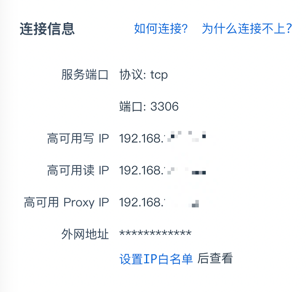 连接信息 如何连接? 为什么连接不上?
服务端口 协议: tcp
端口: 3306
高可用写 IP 192.168.
高可用读 IP 192.168.
高可用 Proxy IP 192.168.
外网地址 ************
设置IP白名单 后查看